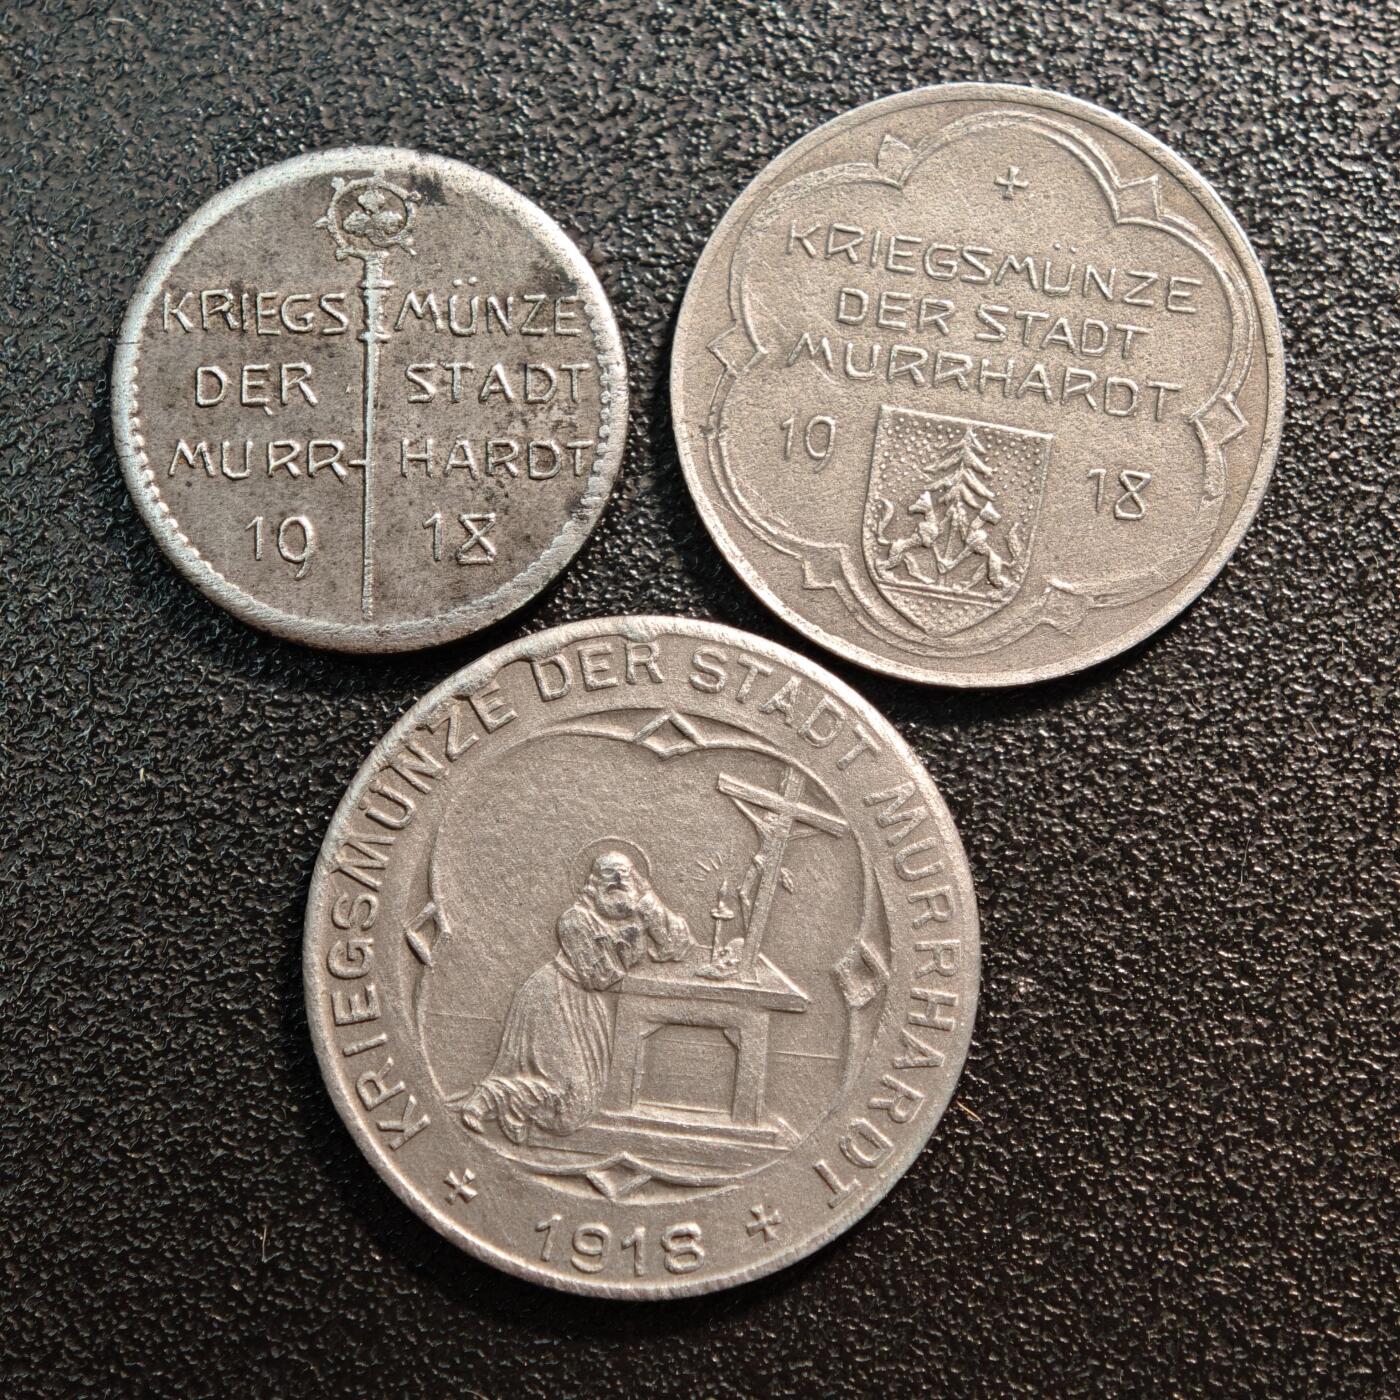 KRIEGS MÜNZE
DER STADT
MURR- HARDT
19 18
KRIEGSMÜNZE
DER STADT
MURRHARDT
19 18
KRIEGSMÜNZE DER STADT MURRHARDT
1918